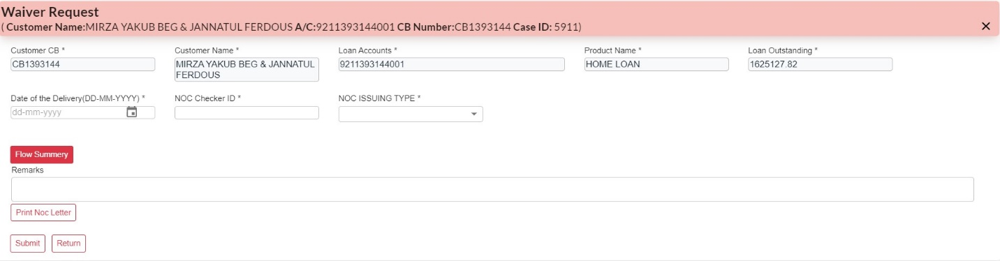 Waiver Request
( Customer Name:MIRZA YAKUB BEG & JANNATUL FERDOUS A/C:9211393144001 CB Number:CB1393144 Case ID: 5911)
Customer CB * Customer Name * Loan Accounts * Product Name * Loan Outstanding *
CB1393144 MIRZA YAKUB BEG & JANNATUL 9211393144001 HOME LOAN 1625127.82
FERDOUS
Date of the Delivery(DD-MM-YYYY) * NOC Checker ID * NOC ISSUING TYPE *
dd-mm-yyyy
Flow Summery
Remarks
Print Noc Letter
Submit Return